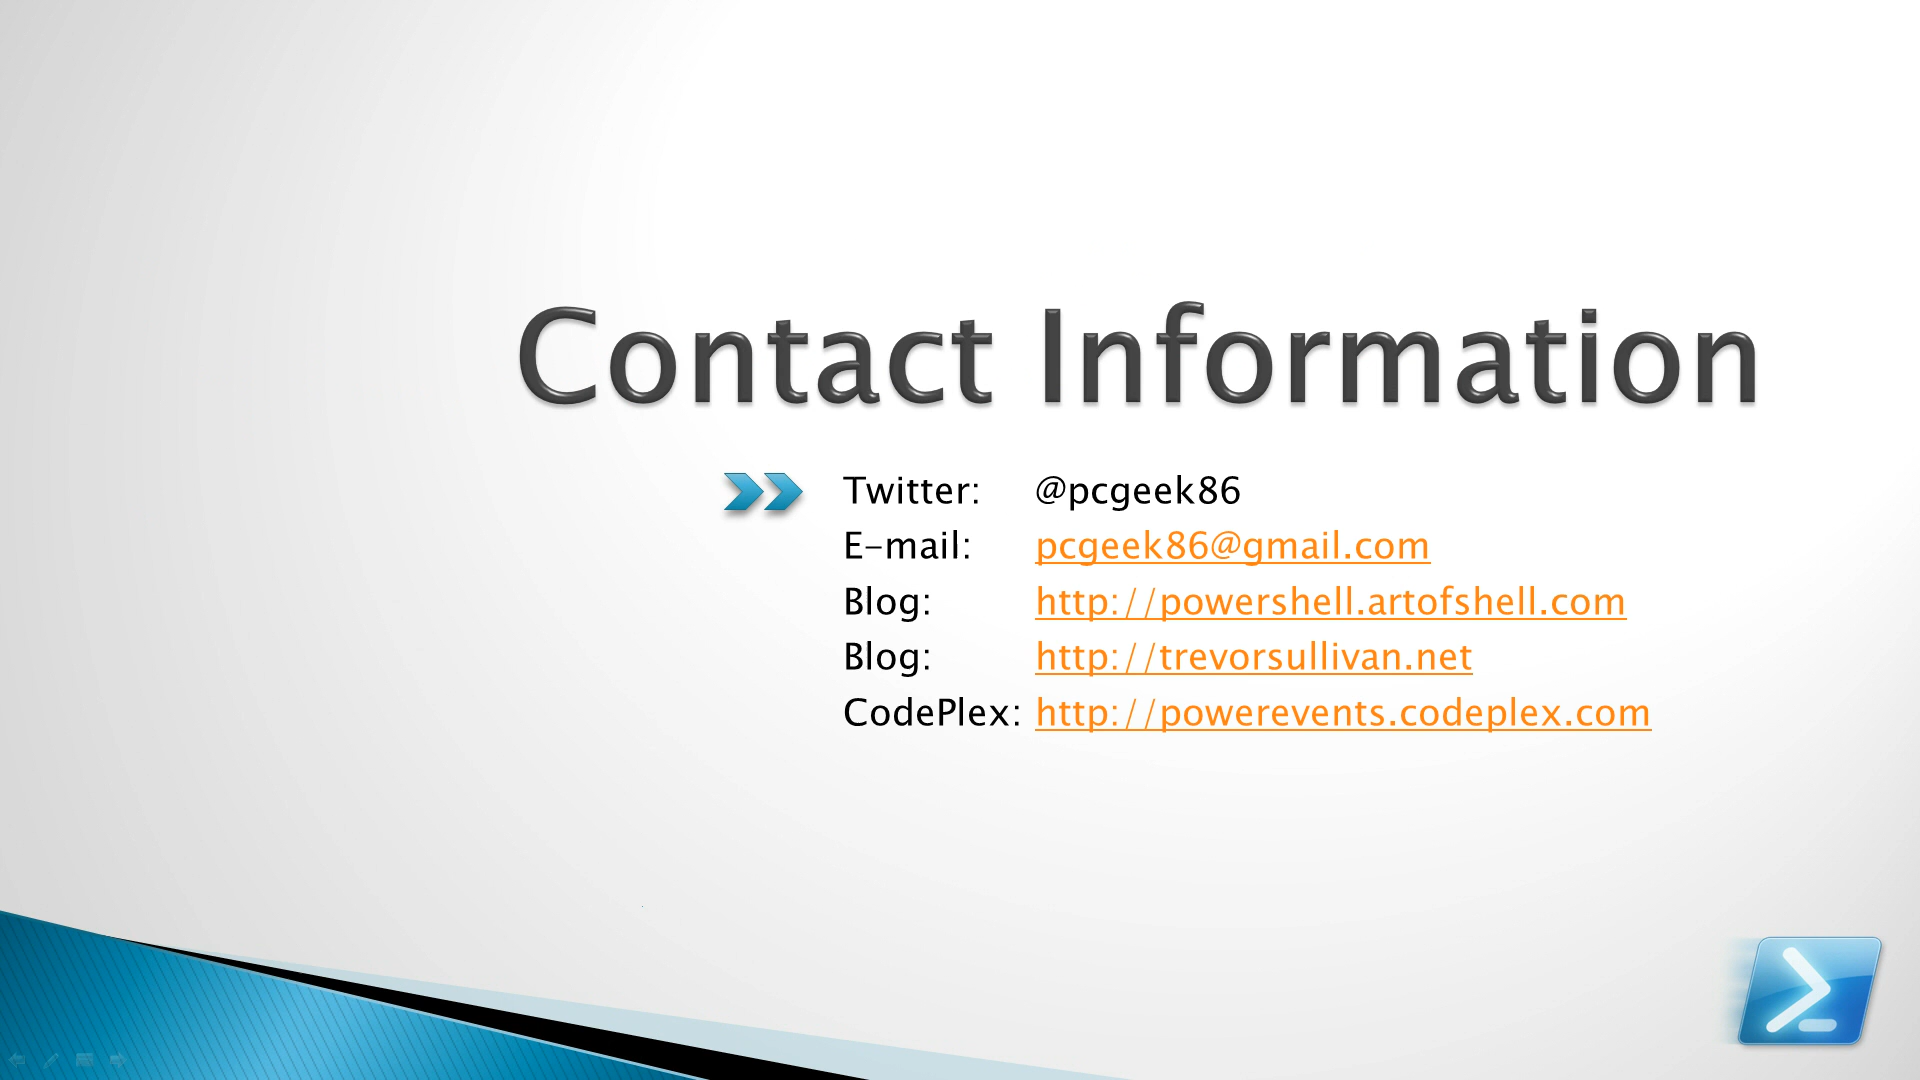 Contact Information
Twitter: @pcgeek86
E-mail: pcgeek86@gmail.com
Blog: http://powershell.artofshell.com
Blog: http://trevorsullivan.net
CodePlex: http://powerevents.codeplex.com